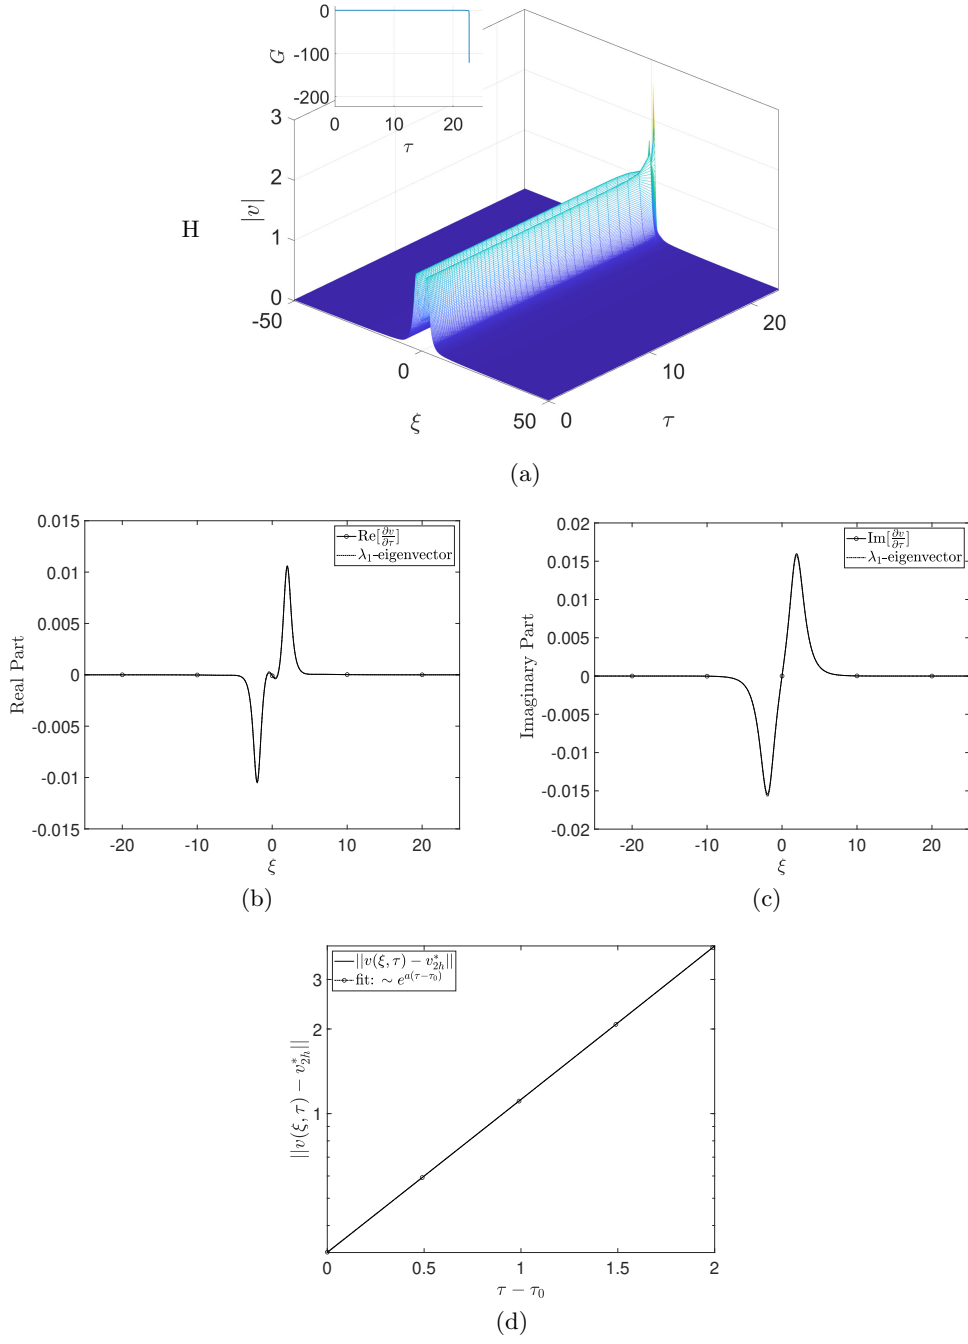 0
-100
-200
G
0
10
20
τ
3
2
1
0
|v|
H
-50
0
50
ξ
0
10
20
τ
(a)
0.015
0.01
0.005
0
-0.005
-0.01
-0.015
Real Part
-20
-10
0
10
20
ξ
Re[∂v/∂τ]
λ₁-eigenvector
(b)
0.02
0.015
0.01
0.005
0
-0.005
-0.01
-0.015
-0.02
Imaginary Part
-20
-10
0
10
20
ξ
Im[∂v/∂τ]
λ₁-eigenvector
(c)
||v(ξ, τ) − v*₂ₕ||
fit: ∼ e^{a(τ−τ₀)}
3
2
1
||v(ξ, τ) − v*₂ₕ||
0
0.5
1
1.5
2
τ − τ₀
(d)